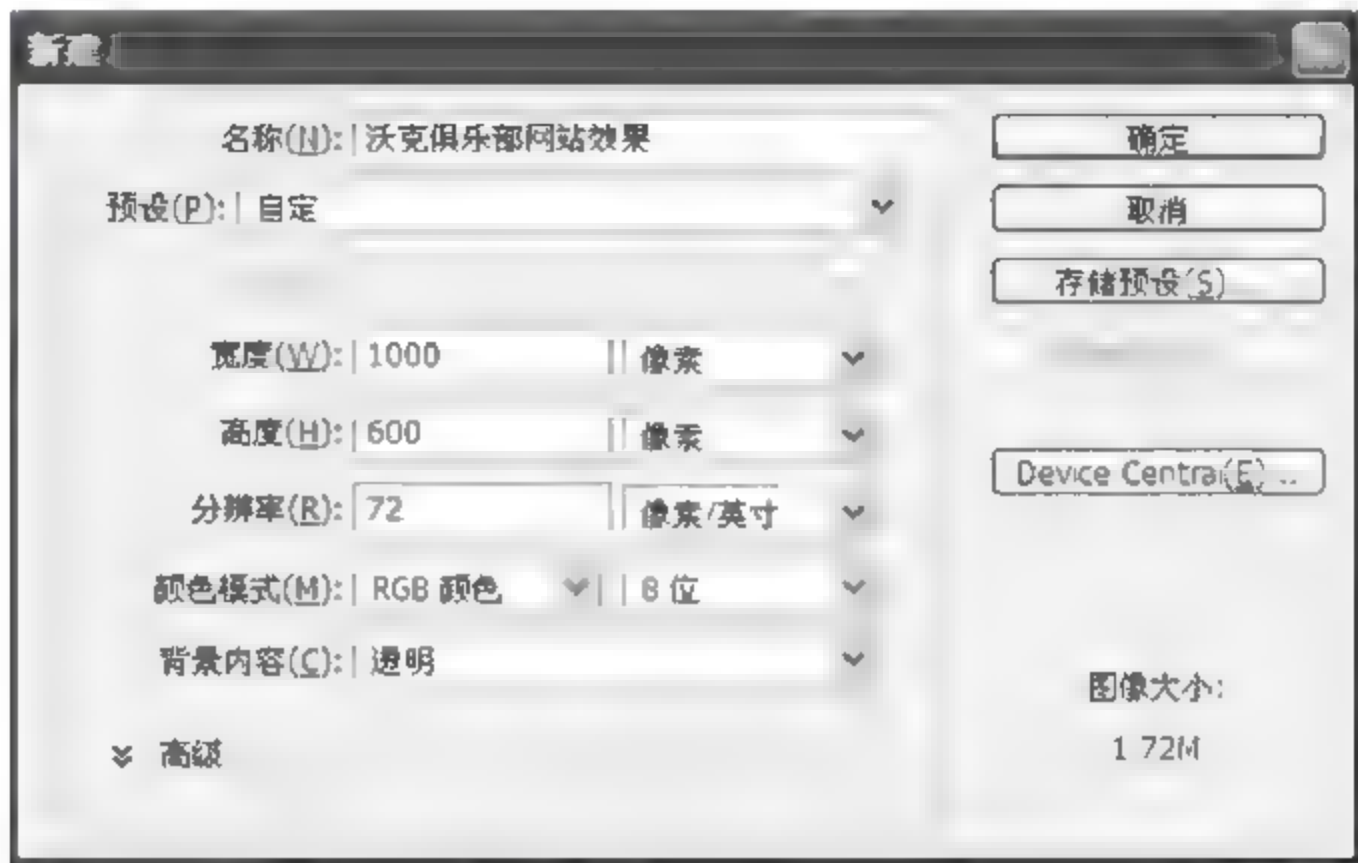 新建
名称(N): 沃克俱乐部网站效果
确定
预设(P): 自定
取消
存储预设(S)
宽度(W): 1000 像素
高度(H): 600 像素
Device Central(E)...
分辨率(R): 72 像素/英寸
颜色模式(M): RGB 颜色 8 位
背景内容(C): 透明
图像大小:
高级
1.72M